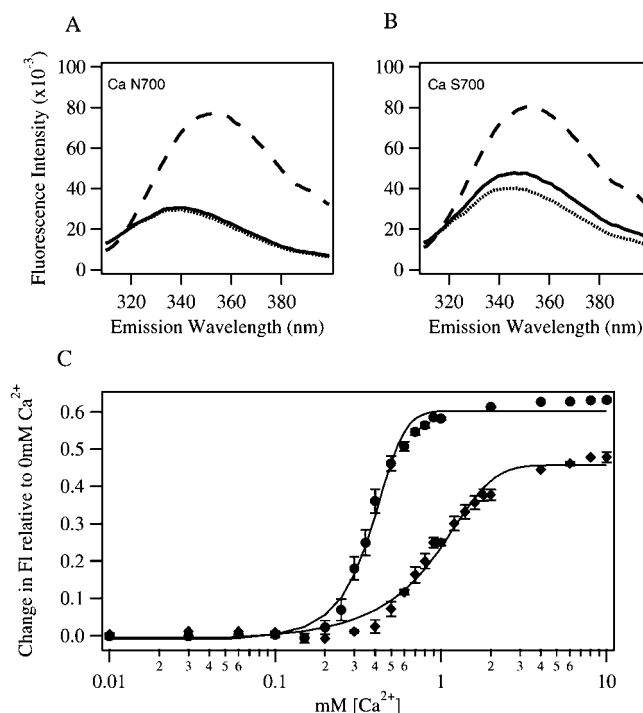 A
B
Fluorescence Intensity (x10⁻³)
100
80
60
40
20
0
Ca N700
320 340 360 380
Emission Wavelength (nm)
100
80
60
40
20
0
Ca S700
320 340 360 380
Emission Wavelength (nm)
C
Change in Fl relative to 0mM Ca²⁺
0.6
0.5
0.4
0.3
0.2
0.1
0.0
0.01 2 3 4 5 6 0.1 2 3 4 5 6 1 2 3 4 5 6 10
mM [Ca²⁺]